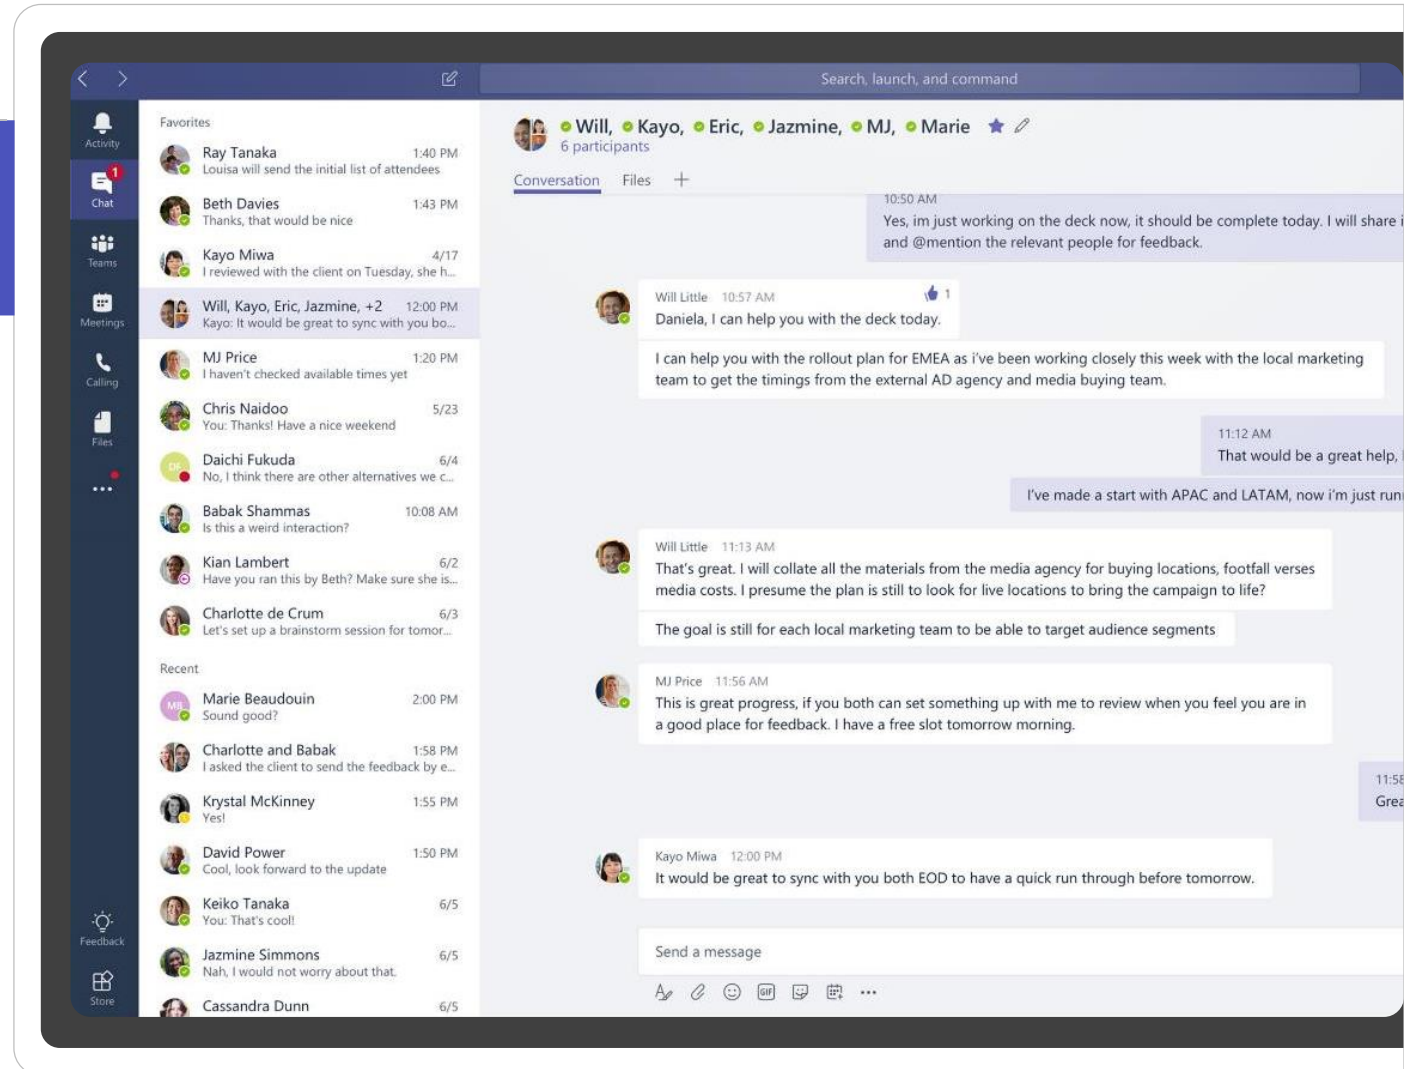 Search, launch, and command
Activity
1
Chat
Teams
Meetings
Calling
Files
Feedback
Store
Favorites
Ray Tanaka 1:40 PM
Louisa will send the initial list of attendees
Beth Davies 1:43 PM
Thanks, that would be nice
Kayo Miwa 4/17
I reviewed with the client on Tuesday, she h...
Will, Kayo, Eric, Jazmine, +2 12:00 PM
Kayo: It would be great to sync with you bo...
MJ Price 1:20 PM
I haven't checked available times yet
Chris Naidoo 5/23
You: Thanks! Have a nice weekend
DF
Daichi Fukuda 6/4
No, I think there are other alternatives we c...
Babak Shammas 10:08 AM
Is this a weird interaction?
Kian Lambert 6/2
Have you ran this by Beth? Make sure she is...
Charlotte de Crum 6/3
Let's set up a brainstorm session for tomor...
Recent
MB
Marie Beaudouin 2:00 PM
Sound good?
Charlotte and Babak 1:58 PM
I asked the client to send the feedback by e...
Krystal McKinney 1:55 PM
Yes!
David Power 1:50 PM
Cool, look forward to the update
Keiko Tanaka 6/5
You: That's cool!
Jazmine Simmons 6/5
Nah, I would not worry about that.
Cassandra Dunn 6/5
Will, Kayo, Eric, Jazmine, MJ, Marie
6 participants
Conversation Files
10:50 AM
Yes, im just working on the deck now, it should be complete today. I will share
and @mention the relevant people for feedback.
Will Little 10:57 AM 1
Daniela, I can help you with the deck today.
I can help you with the rollout plan for EMEA as i've been working closely this week with the local marketing
team to get the timings from the external AD agency and media buying team.
11:12 AM
That would be a great help,
I've made a start with APAC and LATAM, now i'm just
Will Little 11:13 AM
That's great. I will collate all the materials from the media agency for buying locations, footfall verses
media costs. I presume the plan is still to look for live locations to bring the campaign to life?
The goal is still for each local marketing team to be able to target audience segments
MJ Price 11:56 AM
This is great progress, if you both can set something up with me to review when you feel you are in
a good place for feedback. I have a free slot tomorrow morning.
11:58
Kayo Miwa 12:00 PM
It would be great to sync with you both EOD to have a quick run through before tomorrow.
Send a message
GIF